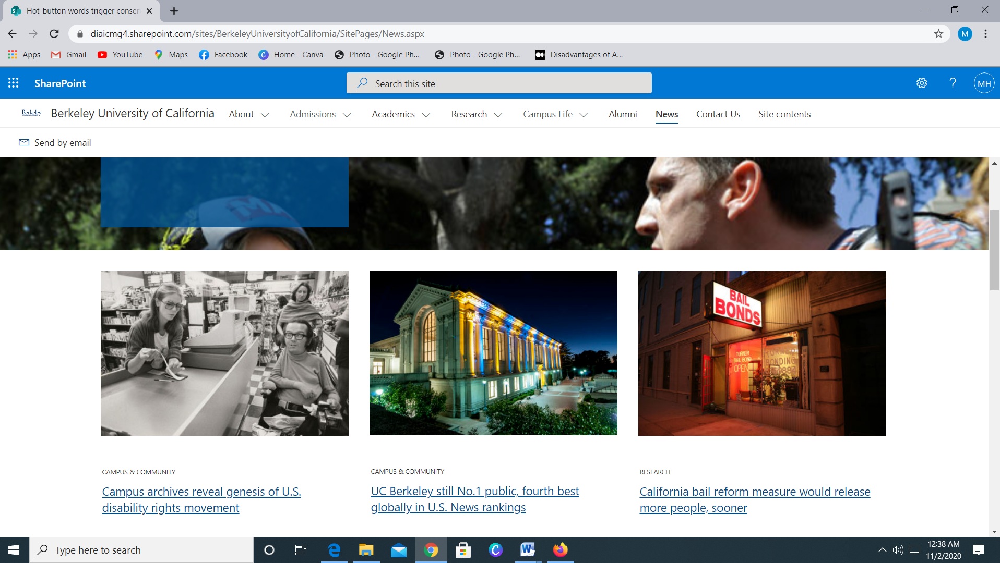 Hot-button words trigger conser
diaicmg4.sharepoint.com/sites/BerkeleyUniversityofCalifornia/SitePages/News.aspx
M
Apps Gmail YouTube Maps Facebook Home - Canva Photo - Google Ph... Photo - Google Ph... Disadvantages of A...
SharePoint
Search this site
MH
Berkeley
Berkeley University of California About Admissions Academics Research Campus Life Alumni News Contact Us Site contents
Send by email
BAIL
BONDS
TURNER
BAIL BOND
OPEN
BONDING
CAMPUS & COMMUNITY
Campus archives reveal genesis of U.S.
disability rights movement
CAMPUS & COMMUNITY
UC Berkeley still No.1 public, fourth best
globally in U.S. News rankings
RESEARCH
California bail reform measure would release
more people, sooner
Type here to search
12:38 AM
11/2/2020